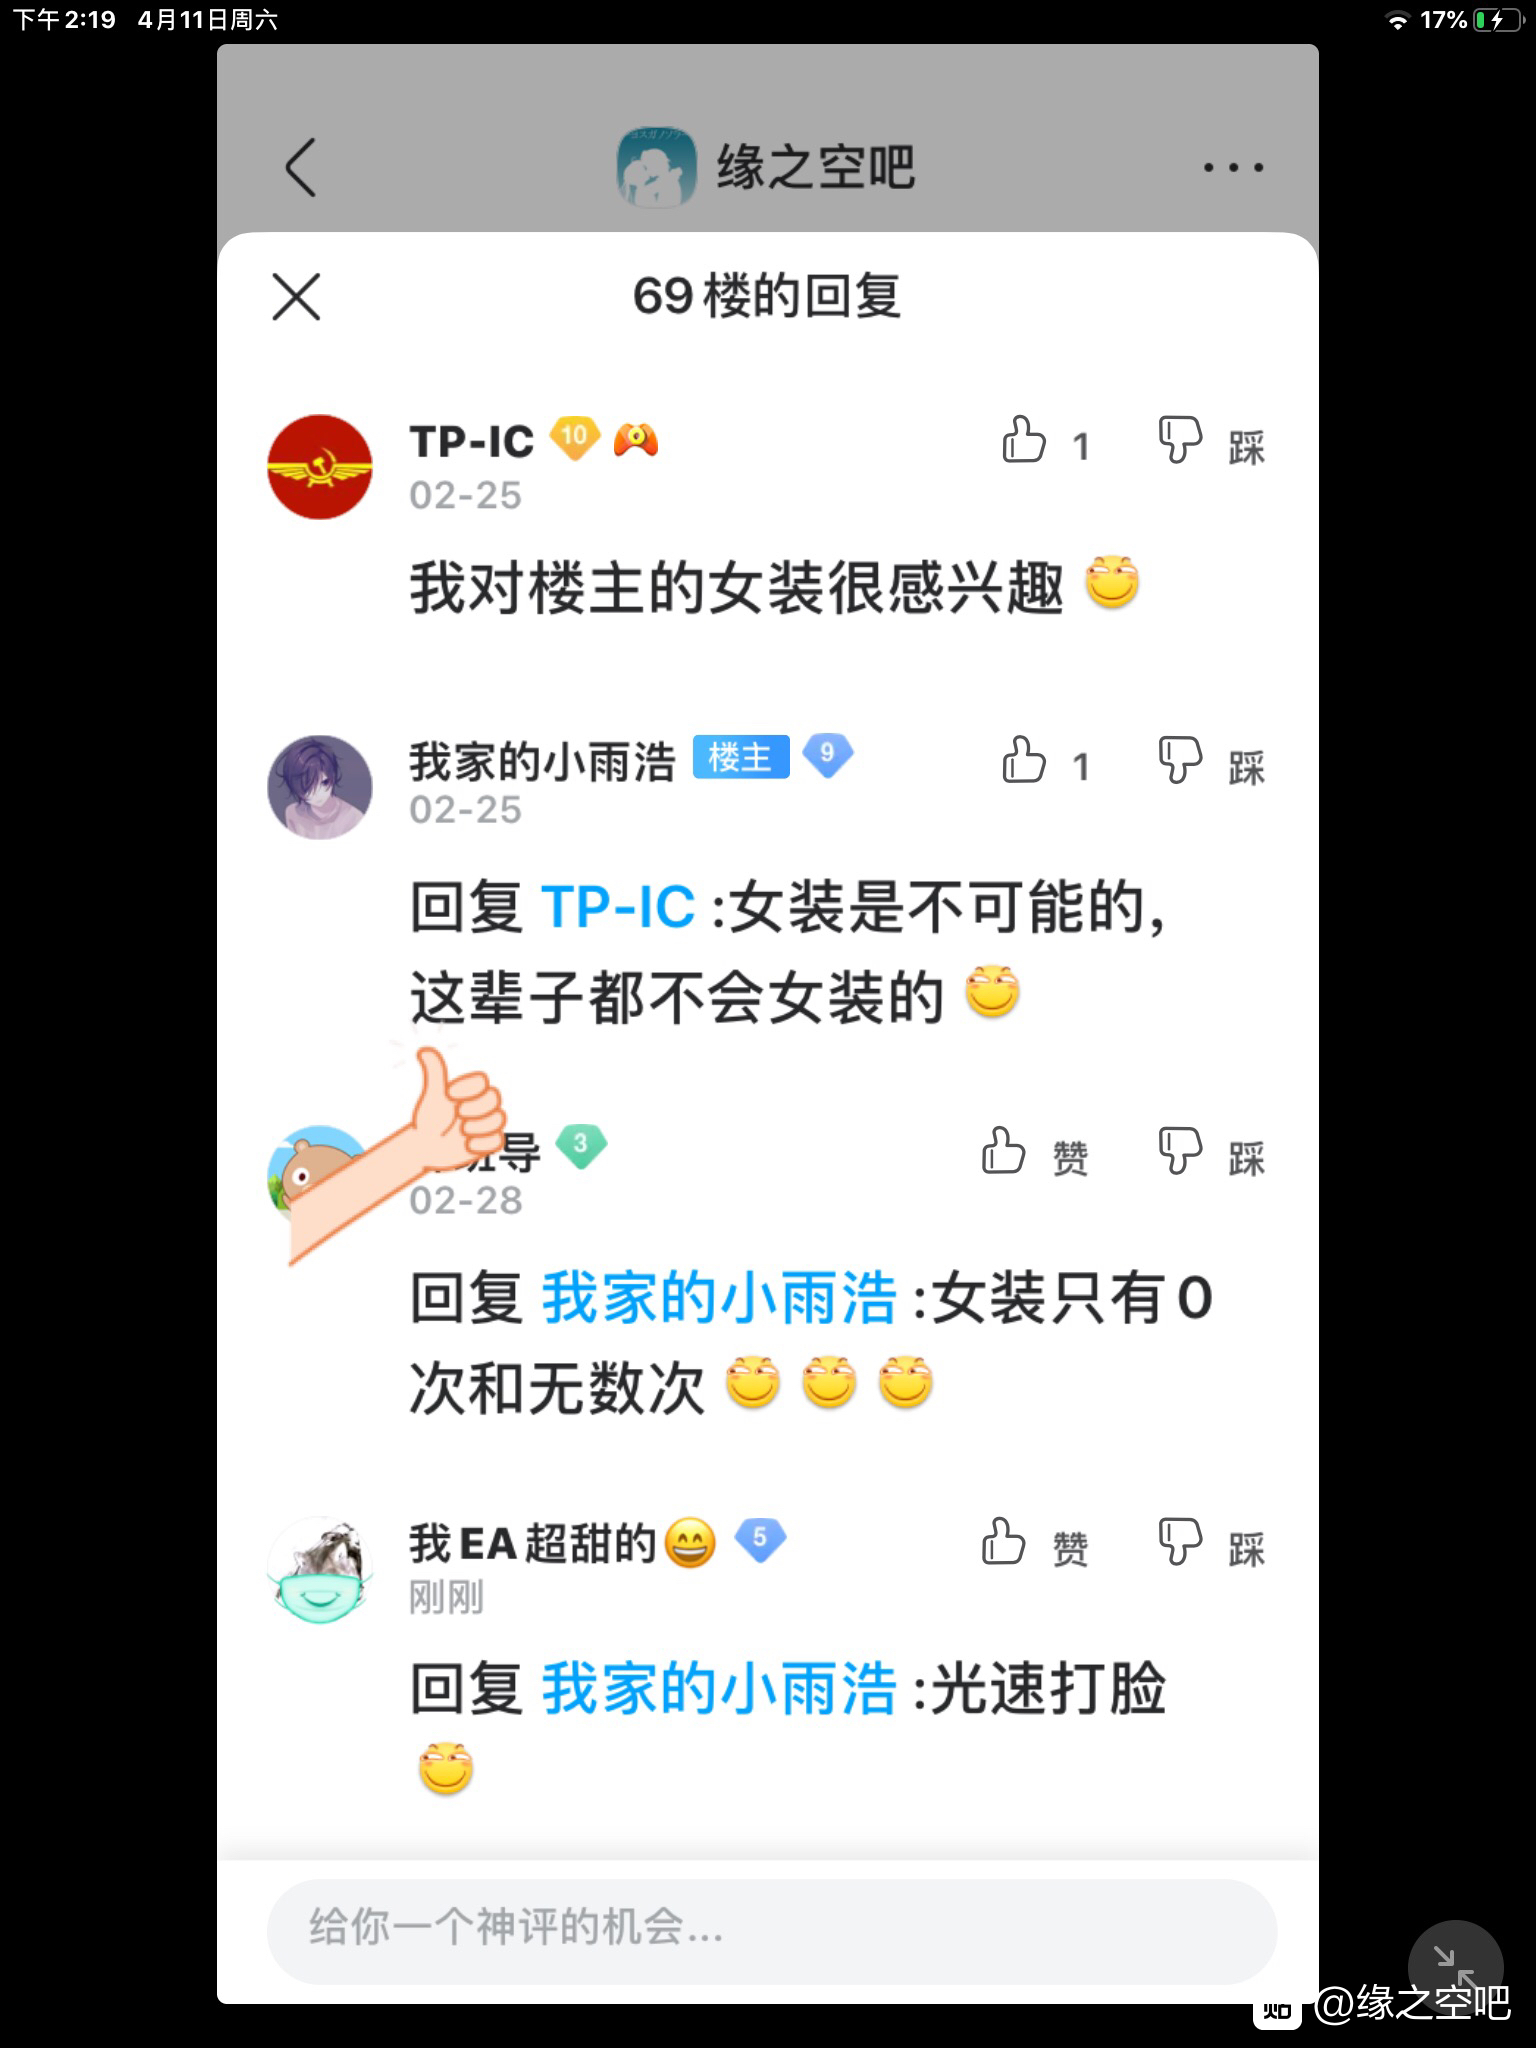 下午2:19 4月11日周六
17%
缘之空吧
69楼的回复
TP-IC 10
1 踩
02-25
我对楼主的女装很感兴趣
我家的小雨浩 楼主 9
1 踩
02-25
回复 TP-IC :女装是不可能的,
这辈子都不会女装的
导 3
赞 踩
02-28
回复 我家的小雨浩 :女装只有0
次和无数次
我EA超甜的😄 5
赞 踩
刚刚
回复 我家的小雨浩 :光速打脸
给你一个神评的机会...
贴 @缘之空吧